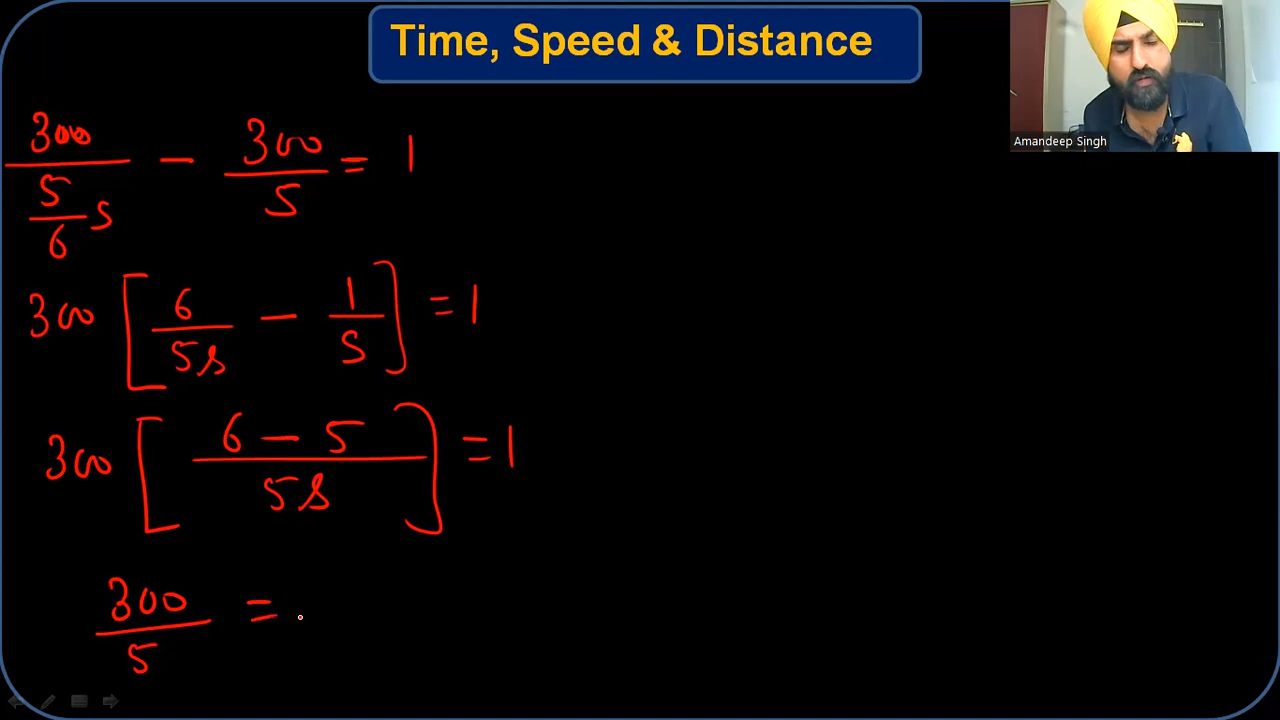 Time, Speed & Distance
Amandeep Singh
300/(5/6 s) - 300/s = 1
300 [6/5s - 1/s] = 1
300 [(6 - 5)/5s] = 1
300/5 =